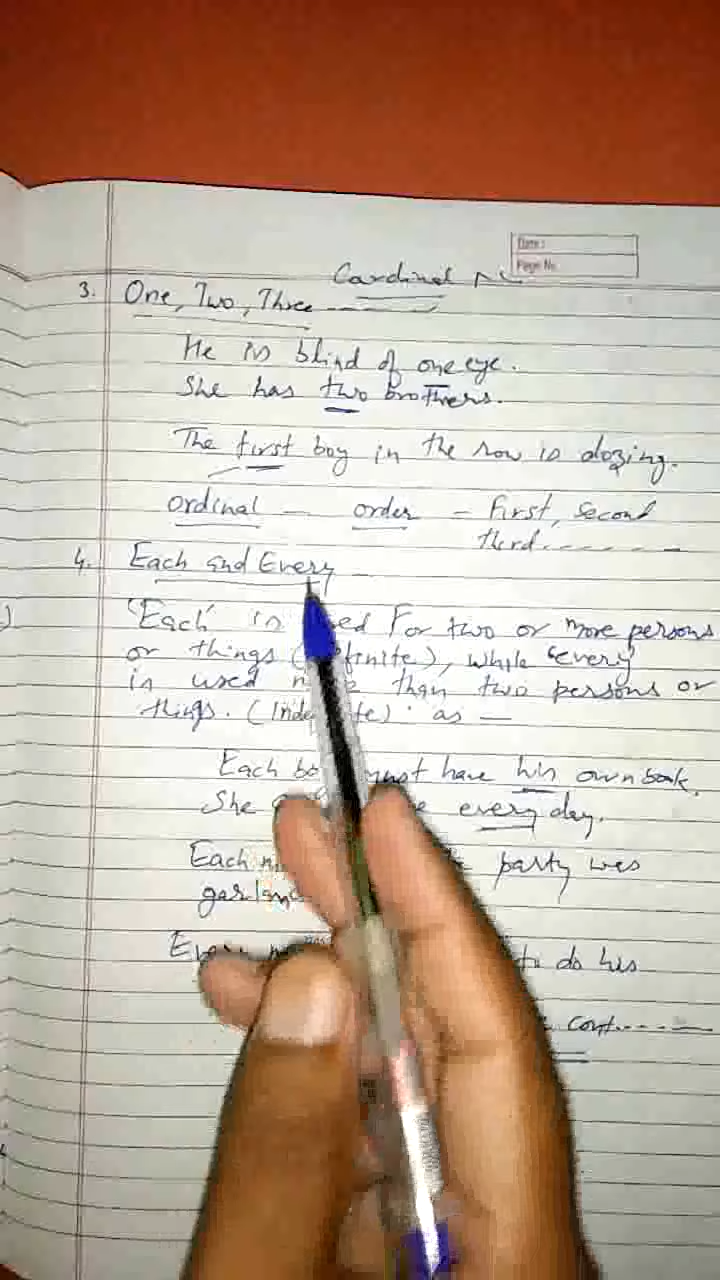 Date :
Page No.
Cardinal
3. One, Two, Three -----
He is blind of one eye.
She has two brothers.
The first boy in the row is dozing.
ordinal - order - First, second
third------
4. Each and Every
'Each' is For two or more persons
or things ( ), while 'every'
is used than two persons or
things. ( ) as -
Each must have his own book.
She every day.
Each party was
Every to do his
cont-----